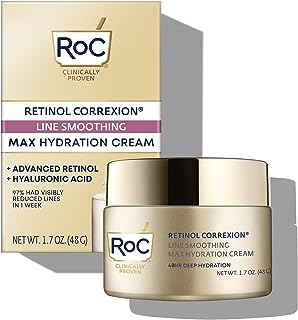 RoC
CLINICALLY
PROVEN
RETINOL CORREXION®
LINE SMOOTHING
MAX HYDRATION CREAM
+ ADVANCED RETINOL
+ HYALURONIC ACID
97% HAD VISIBLY
REDUCED LINES
IN 1 WEEK
NET WT. 1.7 OZ. (48 G)
RoC
CLINICALLY
PROVEN
RETINOL CORREXION®
LINE SMOOTHING
MAX HYDRATION CREAM
48HR DEEP HYDRATION
NET WT. 1.7 OZ. (48 G)